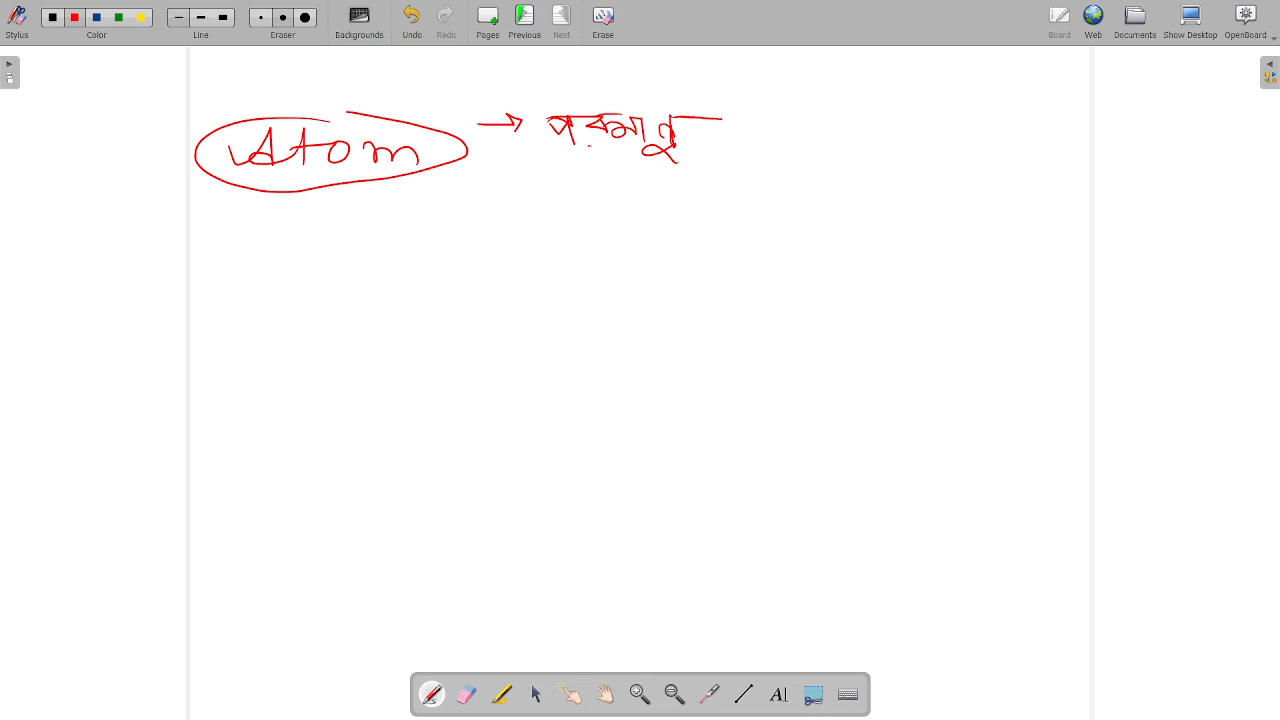 Stylus
Color
Line
Eraser
Backgrounds
Undo
Redo
Pages
Previous
Next
Erase
Board
Web
Documents
Show Desktop
OpenBoard
Atom → পরমাণু
AI